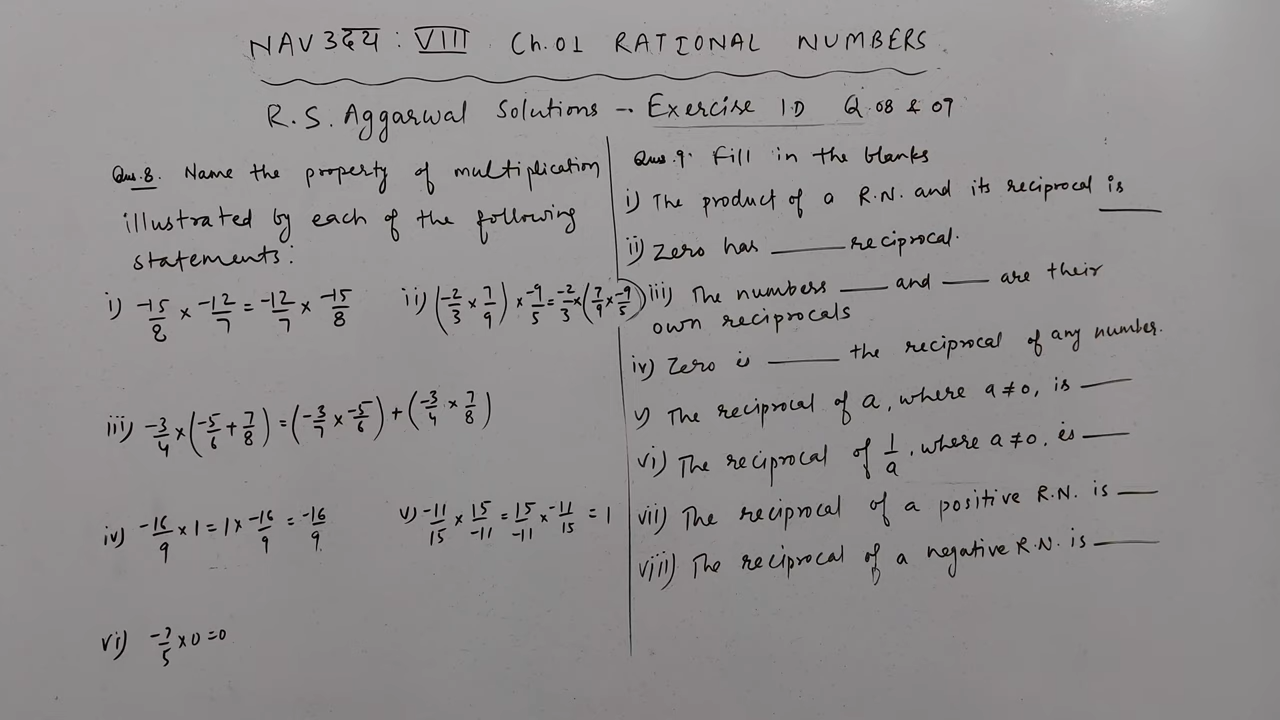 NAV उदय : VIII Ch.01 RATIONAL NUMBERS
R.S. Aggarwal Solutions - Exercise 1.D Q.08 & 09
Ques.8. Name the property of multiplication
illustrated by each of the following
statements:
i) -15/8 × -12/7 = -12/7 × -15/8
ii) (-2/3 × 7/9) × -9/5 = -2/3 × (7/9 × -9/5)
iii) -3/4 × (-5/6 + 7/8) = (-3/7 × -5/6) + (-3/4 × 7/8)
iv) -16/9 × 1 = 1 × -16/9 = -16/9
v) -11/15 × 15/-11 = 15/-11 × -11/15 = 1
vi) -7/5 × 0 = 0
Ques.9. Fill in the blanks
i) The product of a R.N. and its reciprocal is ____
ii) Zero has ____ reciprocal.
iii) The numbers ____ and ____ are their
own reciprocals
iv) Zero is ____ the reciprocal of any number.
v) The reciprocal of a, where a ≠ 0, is ____
vi) The reciprocal of 1/a, where a ≠ 0, is ____
vii) The reciprocal of a positive R.N. is ____
viii) The reciprocal of a negative R.N. is ____